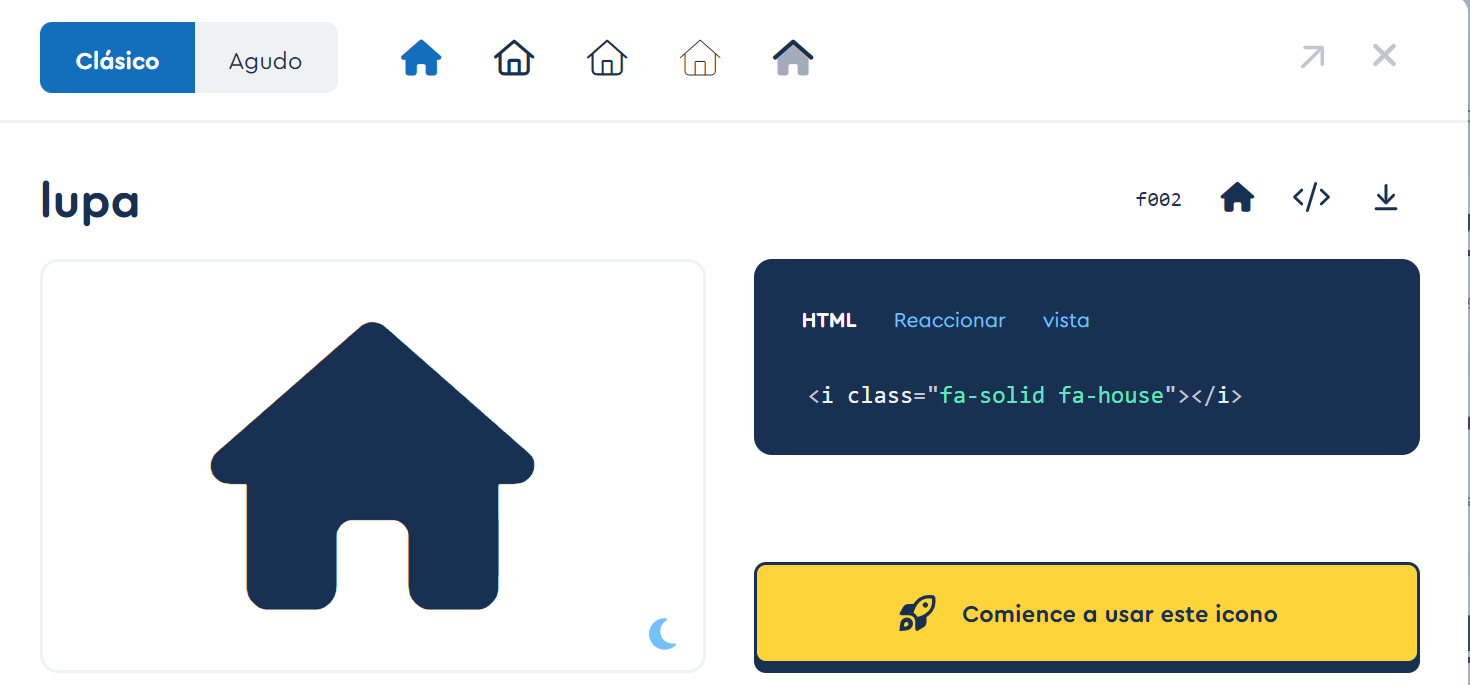 Clásico Agudo
lupa
f002
HTML Reaccionar vista
<i class="fa-solid fa-house"></i>
Comience a usar este icono